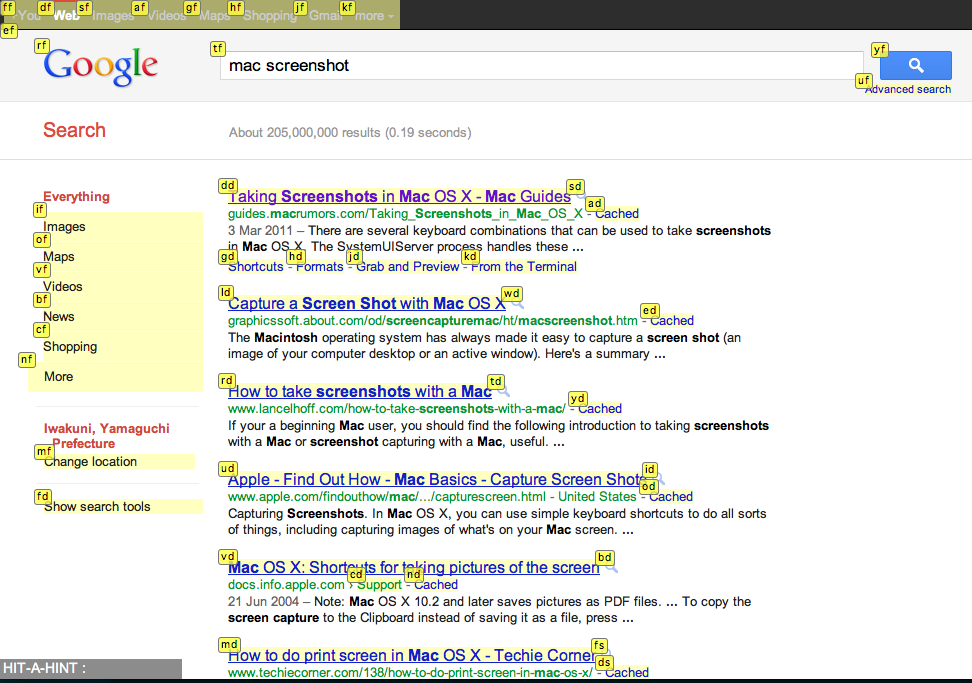 ff df sf af gf hf jf kf
You Web Images Videos Maps Shopping Gmail more
ef
rf tf yf
Google mac screenshot
uf
Advanced search
Search About 205,000,000 results (0.19 seconds)
Everything
if
Images
of
Maps
vf
Videos
bf
News
cf
Shopping
nf
More
Iwakuni, Yamaguchi
Prefecture
mf
Change location
fd
Show search tools
dd sd
Taking Screenshots in Mac OS X - Mac Guides
ad
guides.macrumors.com/Taking_Screenshots_in_Mac_OS_X - Cached
3 Mar 2011 – There are several keyboard combinations that can be used to take screenshots
in Mac OS X. The SystemUIServer process handles these ...
gd hd jd kd
Shortcuts - Formats - Grab and Preview - From the Terminal
ld wd
Capture a Screen Shot with Mac OS X
ed
graphicssoft.about.com/od/screencapturemac/ht/macscreenshot.htm - Cached
The Macintosh operating system has always made it easy to capture a screen shot (an
image of your computer desktop or an active window). Here's a summary ...
rd td
How to take screenshots with a Mac
yd
www.lancelhoff.com/how-to-take-screenshots-with-a-mac/ - Cached
If your a beginning Mac user, you should find the following introduction to taking screenshots
with a Mac or screenshot capturing with a Mac, useful. ...
ud id
Apple - Find Out How - Mac Basics - Capture Screen Shots
od
www.apple.com/findouthow/mac/.../capturescreen.html - United States - Cached
Capturing Screenshots. In Mac OS X, you can use simple keyboard shortcuts to do all sorts
of things, including capturing images of what's on your Mac screen. ...
vd bd
Mac OS X: Shortcuts for taking pictures of the screen
cd nd
docs.info.apple.com › Support - Cached
21 Jun 2004 – Note: Mac OS X 10.2 and later saves pictures as PDF files. ... To copy the
screen capture to the Clipboard instead of saving it as a file, press ...
md fs
How to do print screen in Mac OS X - Techie Corner
ds
www.techiecorner.com/138/how-to-do-print-screen-in-mac-os-x/ - Cached
HIT-A-HINT :